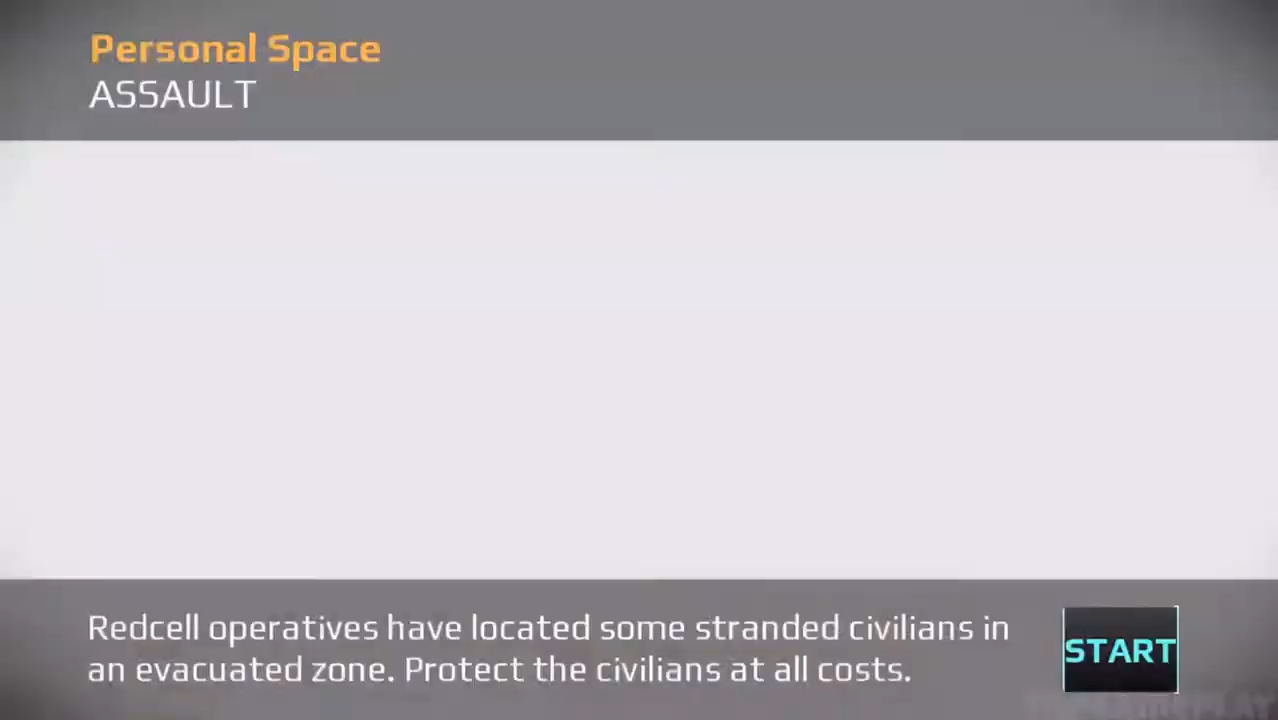 Personal Space
ASSAULT
Redcell operatives have located some stranded civilians in
an evacuated zone. Protect the civilians at all costs.
START